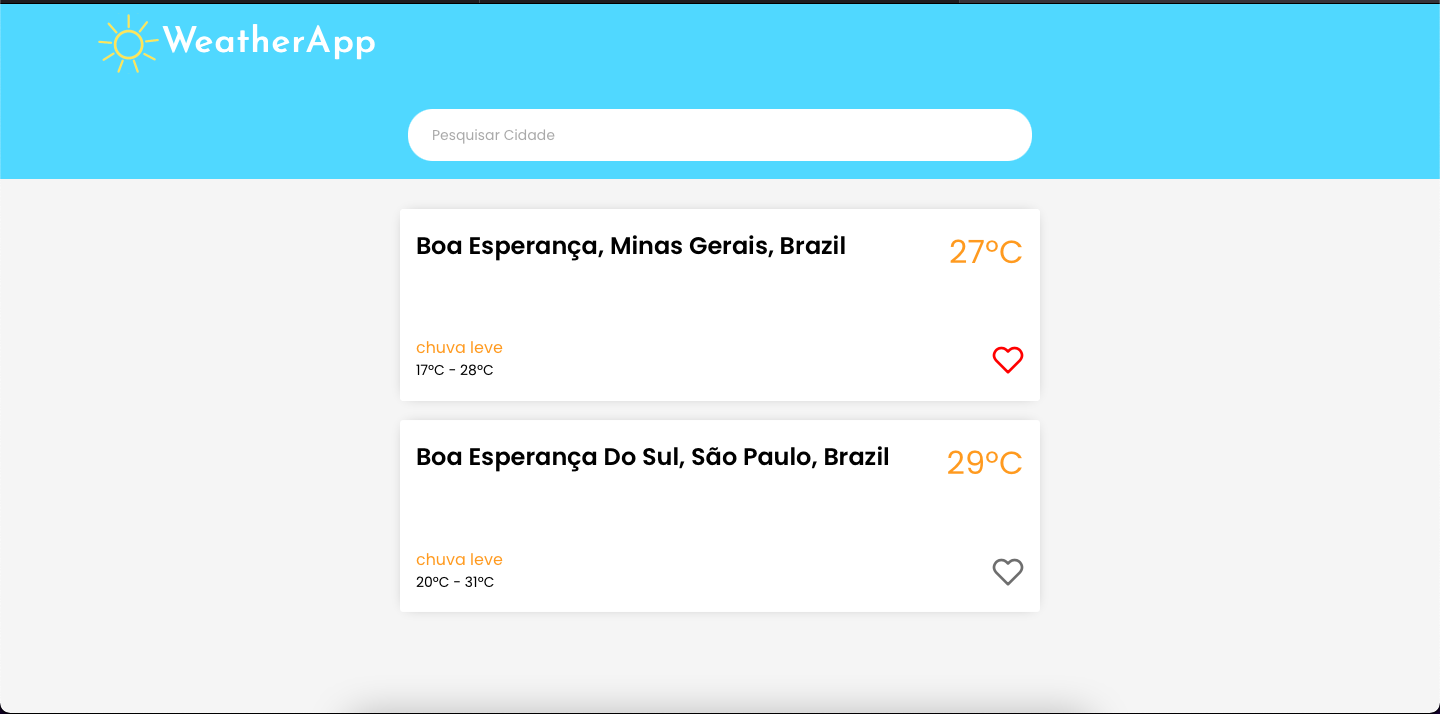 WeatherApp
Pesquisar Cidade
Boa Esperança, Minas Gerais, Brazil
27ºC
chuva leve
17ºC - 28ºC
Boa Esperança Do Sul, São Paulo, Brazil
29ºC
chuva leve
20ºC - 31ºC